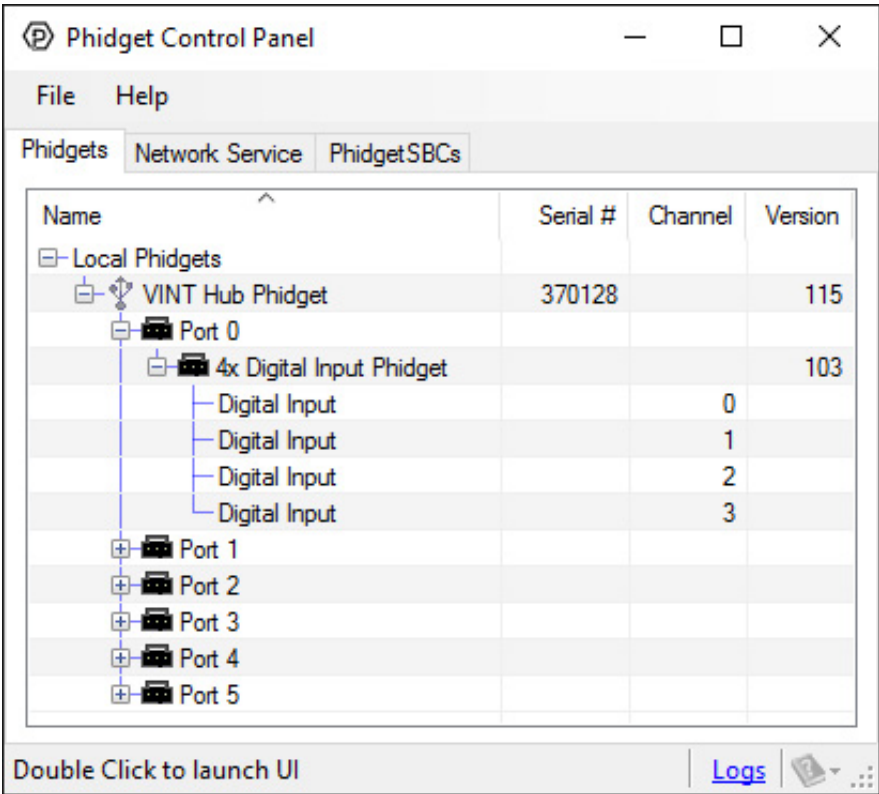 Phidget Control Panel
File Help
Phidgets Network Service PhidgetSBCs
Name Serial # Channel Version
Local Phidgets
VINT Hub Phidget 370128 115
Port 0
4x Digital Input Phidget 103
Digital Input 0
Digital Input 1
Digital Input 2
Digital Input 3
Port 1
Port 2
Port 3
Port 4
Port 5
Double Click to launch UI Logs